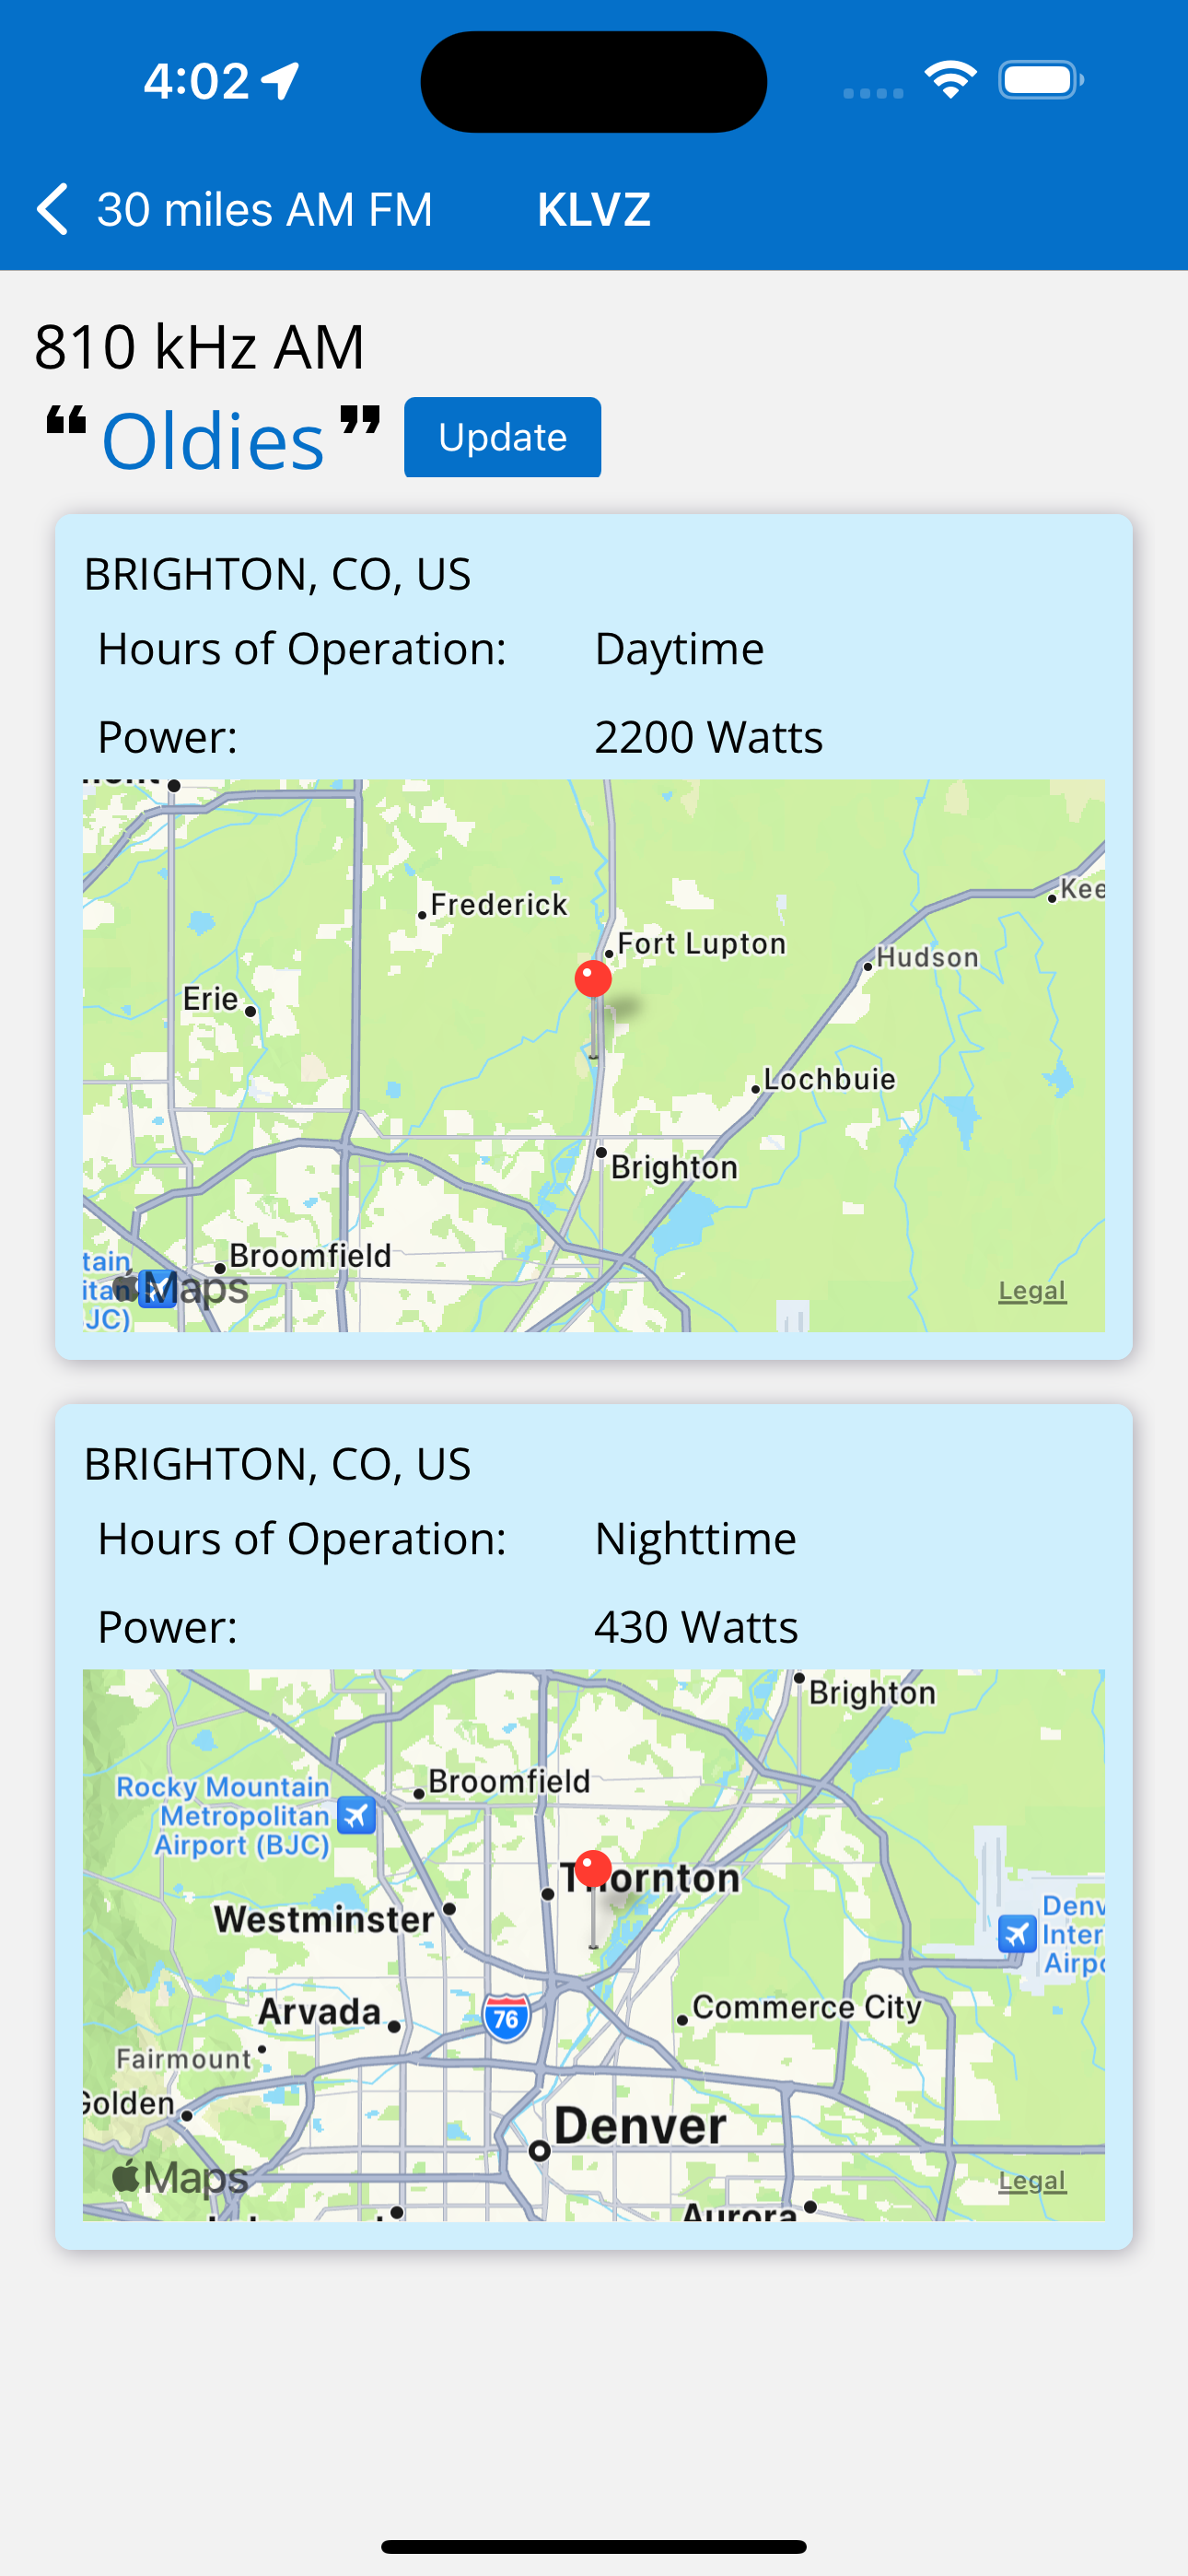 4:02
30 miles AM FM
KLVZ
810 kHz AM
“ Oldies ”
Update
BRIGHTON, CO, US
Hours of Operation: Daytime
Power: 2200 Watts
Frederick
Kee
Fort Lupton
Hudson
Erie
Lochbuie
Brighton
Broomfield
tain
itan
JC)
Maps
Legal
BRIGHTON, CO, US
Hours of Operation: Nighttime
Power: 430 Watts
Brighton
Broomfield
Rocky Mountain
Metropolitan
Airport (BJC)
Thornton
Westminster
Denv
Inter
Airpo
Arvada
76
Commerce City
Fairmount
Golden
Denver
Maps
Legal
Aurora